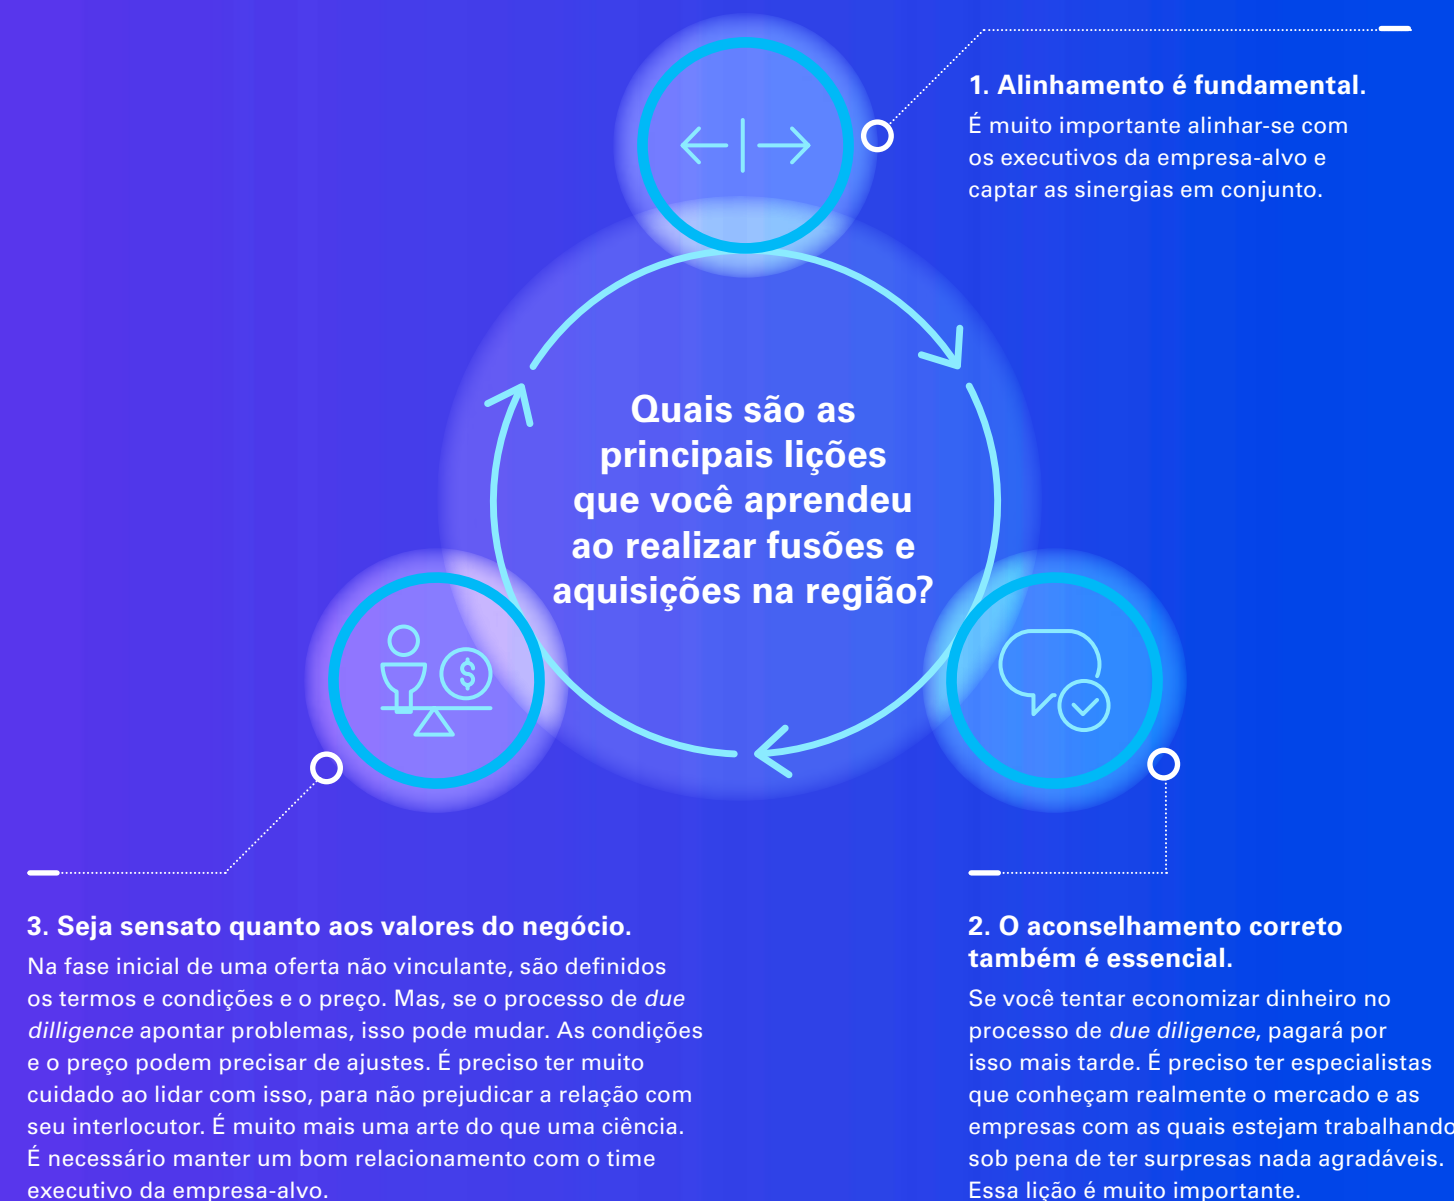 1. Alinhamento é fundamental.
É muito importante alinhar-se com
os executivos da empresa-alvo e
captar as sinergias em conjunto.
Quais são as
principais lições
que você aprendeu
ao realizar fusões e
aquisições na região?
$
3. Seja sensato quanto aos valores do negócio.
Na fase inicial de uma oferta não vinculante, são definidos
os termos e condições e o preço. Mas, se o processo de due
dilligence apontar problemas, isso pode mudar. As condições
e o preço podem precisar de ajustes. É preciso ter muito
cuidado ao lidar com isso, para não prejudicar a relação com
seu interlocutor. É muito mais uma arte do que uma ciência.
É necessário manter um bom relacionamento com o time
executivo da empresa-alvo.
2. O aconselhamento correto
também é essencial.
Se você tentar economizar dinheiro no
processo de due diligence, pagará por
isso mais tarde. É preciso ter especialistas
que conheçam realmente o mercado e as
empresas com as quais estejam trabalhando
sob pena de ter surpresas nada agradáveis.
Essa lição é muito importante.